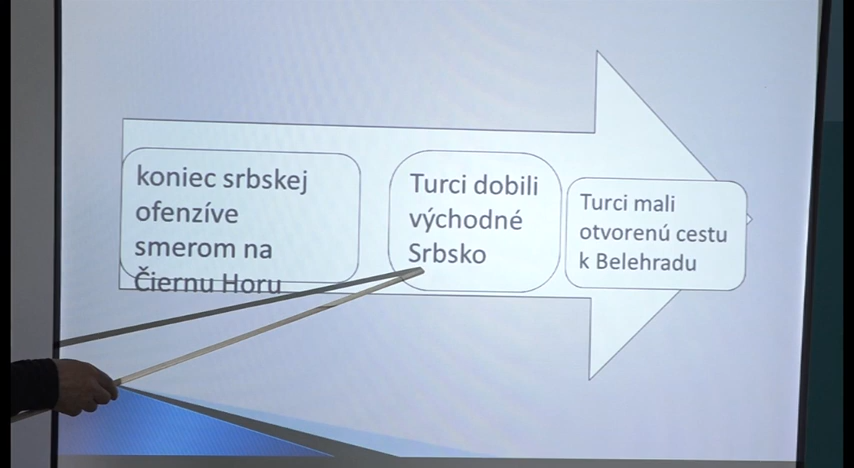 koniec srbskej
ofenzíve
smerom na
Čiernu Horu
Turci dobili
východné
Srbsko
Turci mali
otvorenú cestu
k Belehradu